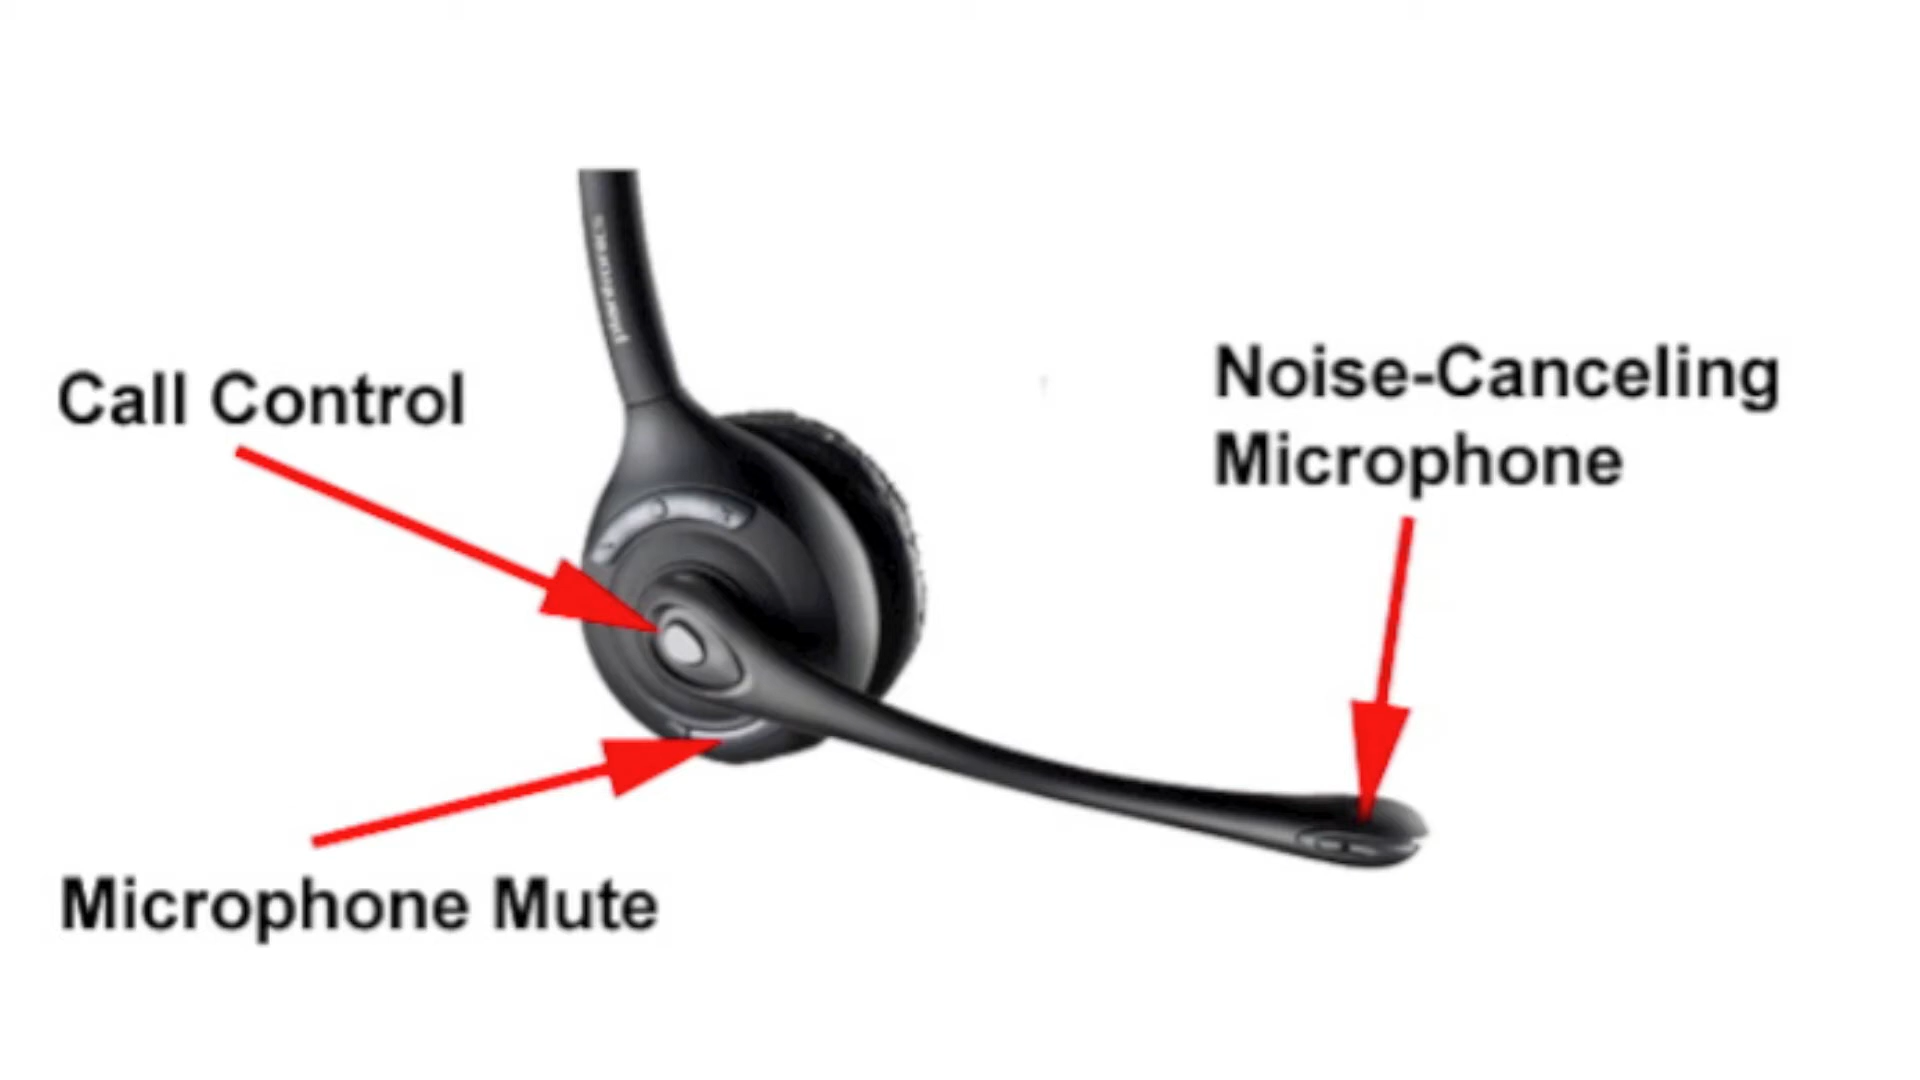 Call Control
Noise-Canceling
Microphone
Microphone Mute